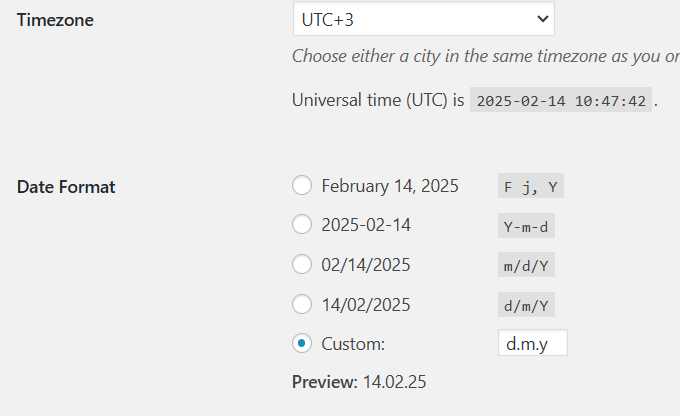 Timezone UTC+3
Choose either a city in the same timezone as you or
Universal time (UTC) is 2025-02-14 10:47:42 .
Date Format February 14, 2025 F j, Y
2025-02-14 Y-m-d
02/14/2025 m/d/Y
14/02/2025 d/m/Y
Custom: d.m.y
Preview: 14.02.25